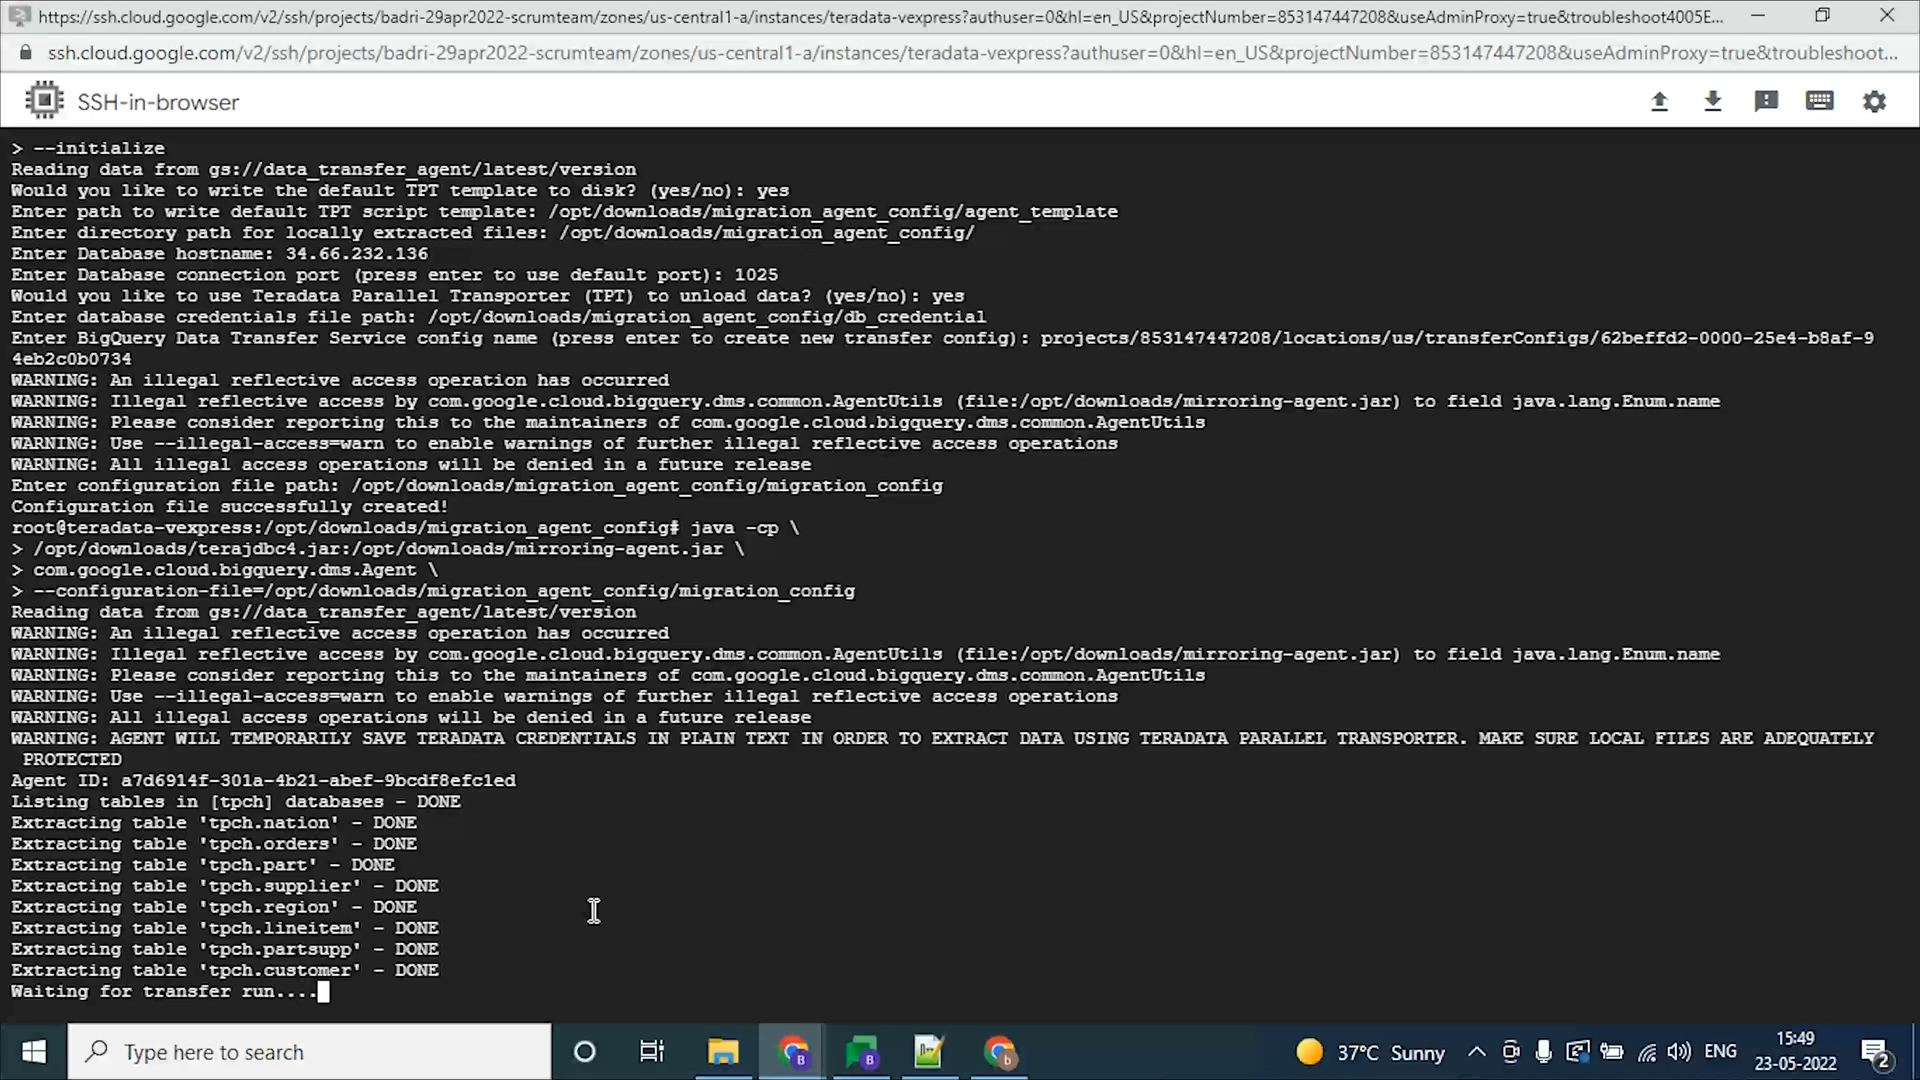 https://ssh.cloud.google.com/v2/ssh/projects/badri-29apr2022-scrumteam/zones/us-central1-a/instances/teradata-vexpress?authuser=0&hl=en_US&projectNumber=853147447208&useAdminProxy=true&troubleshoot4005E...
ssh.cloud.google.com/v2/ssh/projects/badri-29apr2022-scrumteam/zones/us-central1-a/instances/teradata-vexpress?authuser=0&hl=en_US&projectNumber=853147447208&useAdminProxy=true&troubleshoot...
SSH-in-browser
> --initialize
Reading data from gs://data_transfer_agent/latest/version
Would you like to write the default TPT template to disk? (yes/no): yes
Enter path to write default TPT script template: /opt/downloads/migration_agent_config/agent_template
Enter directory path for locally extracted files: /opt/downloads/migration_agent_config/
Enter Database hostname: 34.66.232.136
Enter Database connection port (press enter to use default port): 1025
Would you like to use Teradata Parallel Transporter (TPT) to unload data? (yes/no): yes
Enter database credentials file path: /opt/downloads/migration_agent_config/db_credential
Enter BigQuery Data Transfer Service config name (press enter to create new transfer config): projects/853147447208/locations/us/transferConfigs/62beffd2-0000-25e4-b8af-9
4eb2c0b0734
WARNING: An illegal reflective access operation has occurred
WARNING: Illegal reflective access by com.google.cloud.bigquery.dms.common.AgentUtils (file:/opt/downloads/mirroring-agent.jar) to field java.lang.Enum.name
WARNING: Please consider reporting this to the maintainers of com.google.cloud.bigquery.dms.common.AgentUtils
WARNING: Use --illegal-access=warn to enable warnings of further illegal reflective access operations
WARNING: All illegal access operations will be denied in a future release
Enter configuration file path: /opt/downloads/migration_agent_config/migration_config
Configuration file successfully created!
root@teradata-vexpress:/opt/downloads/migration_agent_config# java -cp \
> /opt/downloads/terajdbc4.jar:/opt/downloads/mirroring-agent.jar \
> com.google.cloud.bigquery.dms.Agent \
> --configuration-file=/opt/downloads/migration_agent_config/migration_config
Reading data from gs://data_transfer_agent/latest/version
WARNING: An illegal reflective access operation has occurred
WARNING: Illegal reflective access by com.google.cloud.bigquery.dms.common.AgentUtils (file:/opt/downloads/mirroring-agent.jar) to field java.lang.Enum.name
WARNING: Please consider reporting this to the maintainers of com.google.cloud.bigquery.dms.common.AgentUtils
WARNING: Use --illegal-access=warn to enable warnings of further illegal reflective access operations
WARNING: All illegal access operations will be denied in a future release
WARNING: AGENT WILL TEMPORARILY SAVE TERADATA CREDENTIALS IN PLAIN TEXT IN ORDER TO EXTRACT DATA USING TERADATA PARALLEL TRANSPORTER. MAKE SURE LOCAL FILES ARE ADEQUATELY
PROTECTED
Agent ID: a7d6914f-301a-4b21-abef-9bcdf8efc1ed
Listing tables in [tpch] databases - DONE
Extracting table 'tpch.nation' - DONE
Extracting table 'tpch.orders' - DONE
Extracting table 'tpch.part' - DONE
Extracting table 'tpch.supplier' - DONE
Extracting table 'tpch.region' - DONE
Extracting table 'tpch.lineitem' - DONE
Extracting table 'tpch.partsupp' - DONE
Extracting table 'tpch.customer' - DONE
Waiting for transfer run....
Type here to search
37°C Sunny
ENG
15:49
23-05-2022
2